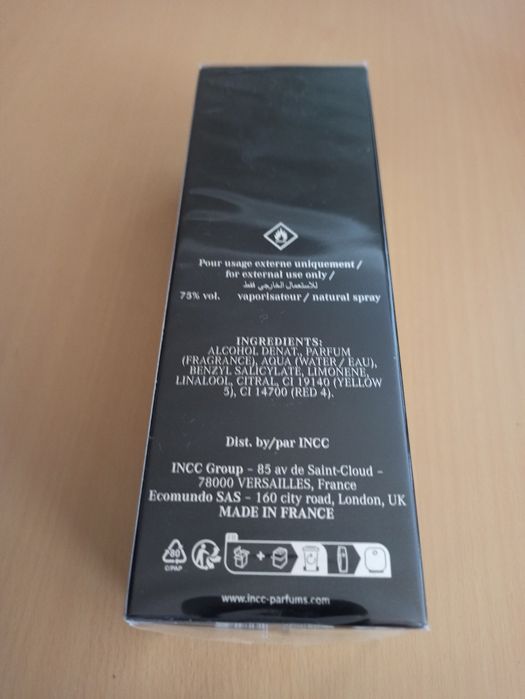 Pour usage externe uniquement /
for external use only /
للاستعمال الخارجي فقط
75% vol. vaporisateur / natural spray
INGREDIENTS:
ALCOHOL DENAT., PARFUM
(FRAGRANCE), AQUA (WATER / EAU),
BENZYL SALICYLATE, LIMONENE,
LINALOOL, CITRAL, CI 19140 (YELLOW
5), CI 14700 (RED 4).
Dist. by/par INCC
INCC Group – 85 av de Saint-Cloud –
78000 VERSAILLES, France
Ecomundo SAS – 160 city road, London, UK
MADE IN FRANCE
80
C/PAP
+
www.incc-parfums.com